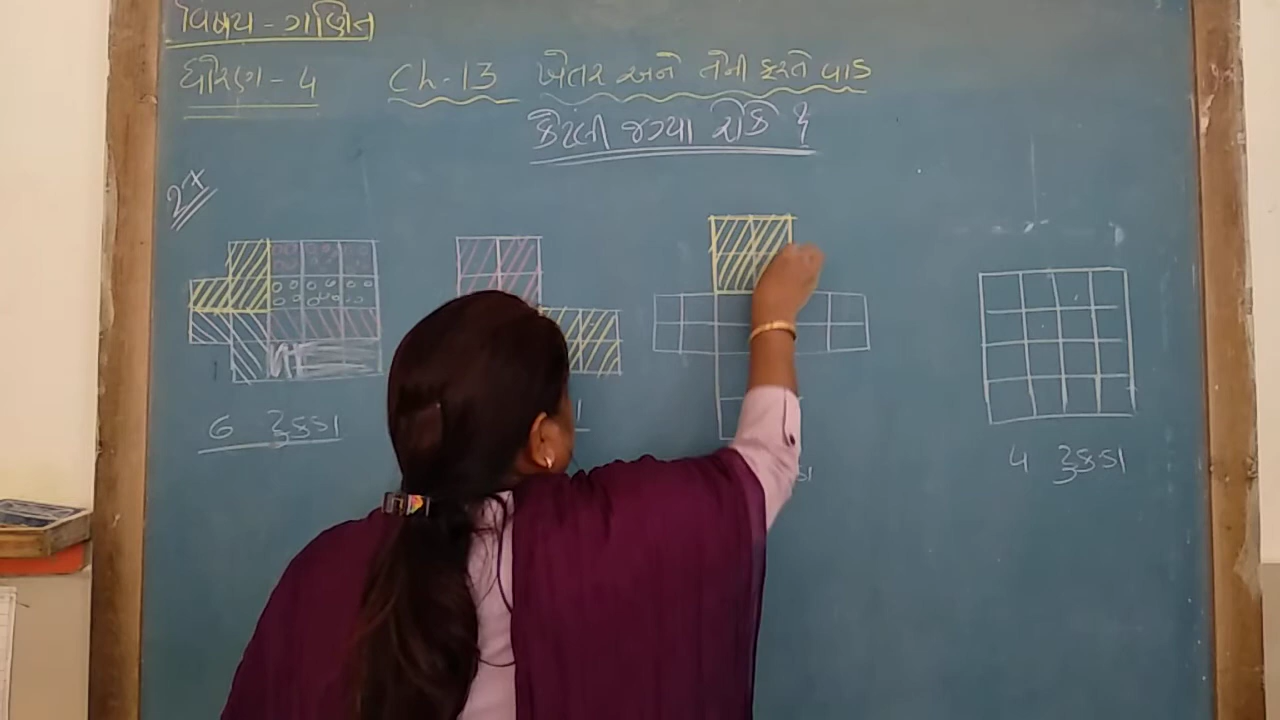 વિષય - ગણિત
ધોરણ - 4 Ch - 13 ખેતર અને તેની ફરતે વાડ
કેટલી જગ્યા રોકે ?
6 ટુકડા
4 ટુકડા